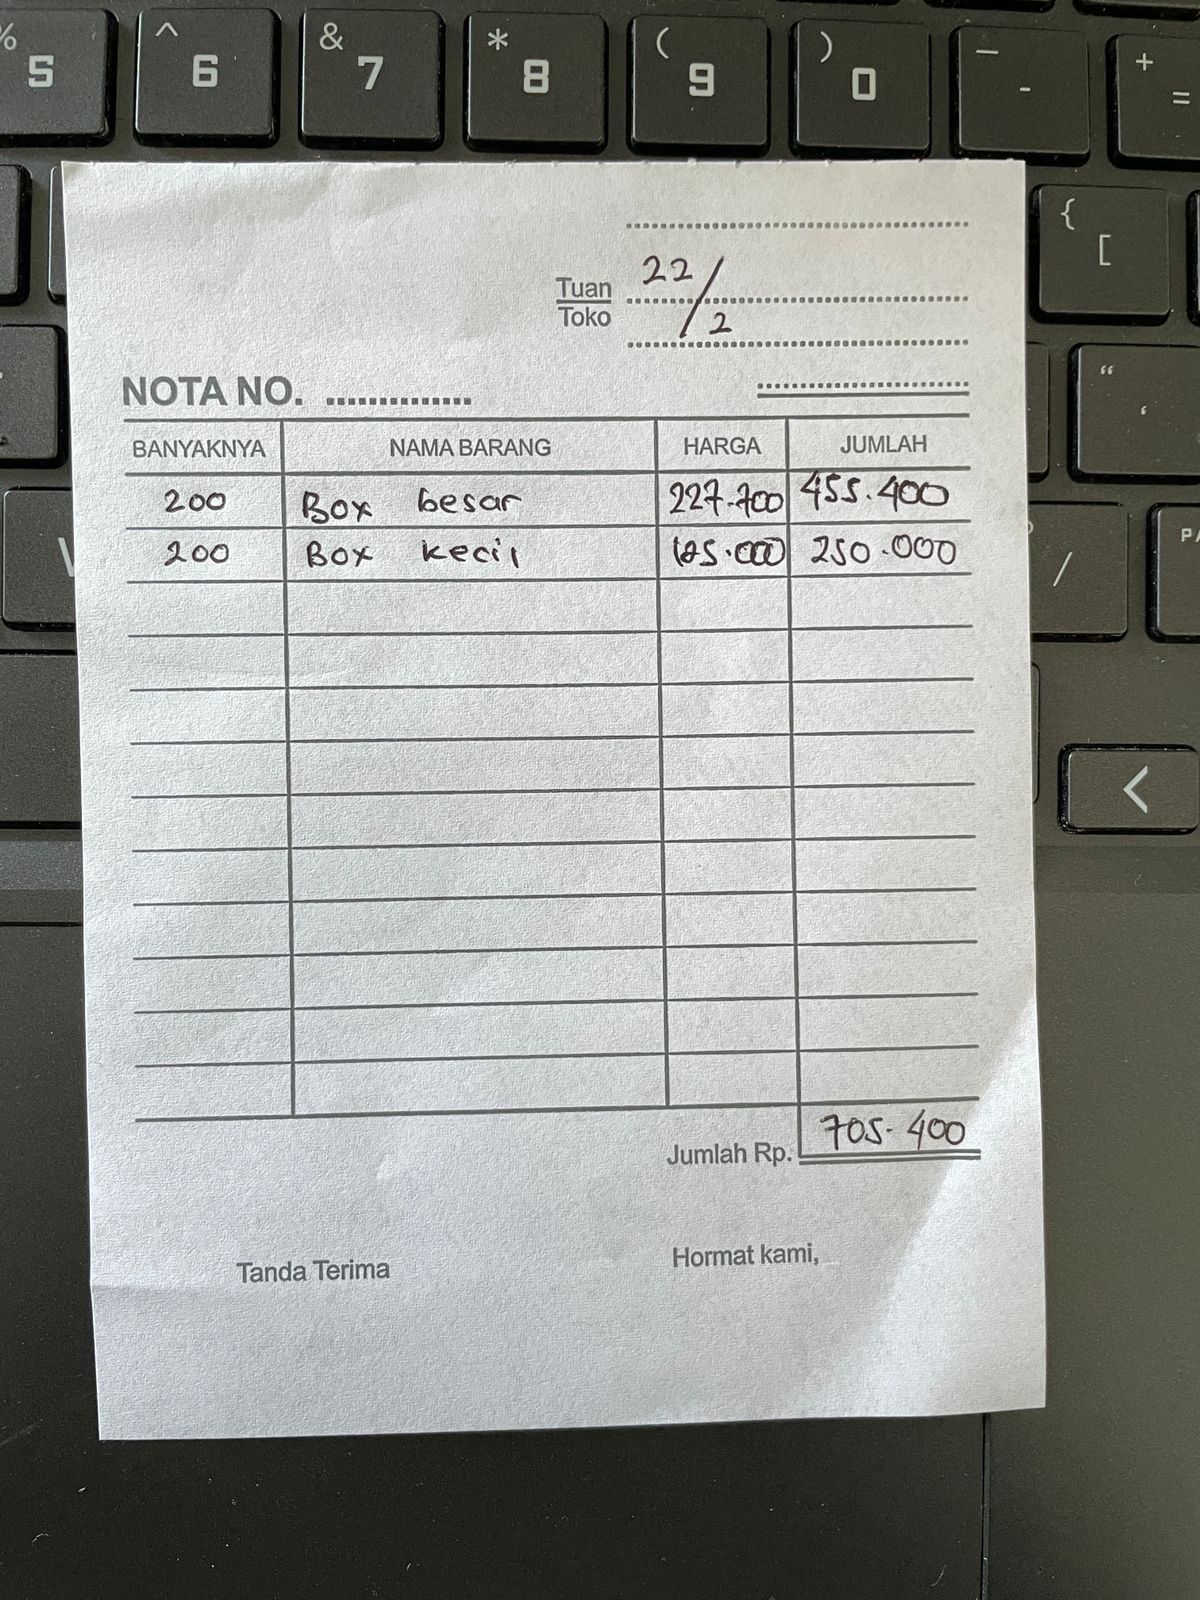 % 5 ^ 6 & 7 * 8 ( 9 ) 0 _ - + =
{ [
“ ‘
/
<
22/2
Tuan
Toko
NOTA NO.
BANYAKNYA NAMA BARANG HARGA JUMLAH
200 Box besar 227.700 455.400
200 Box kecil 125.000 250.000
Jumlah Rp. 705.400
Tanda Terima Hormat kami,